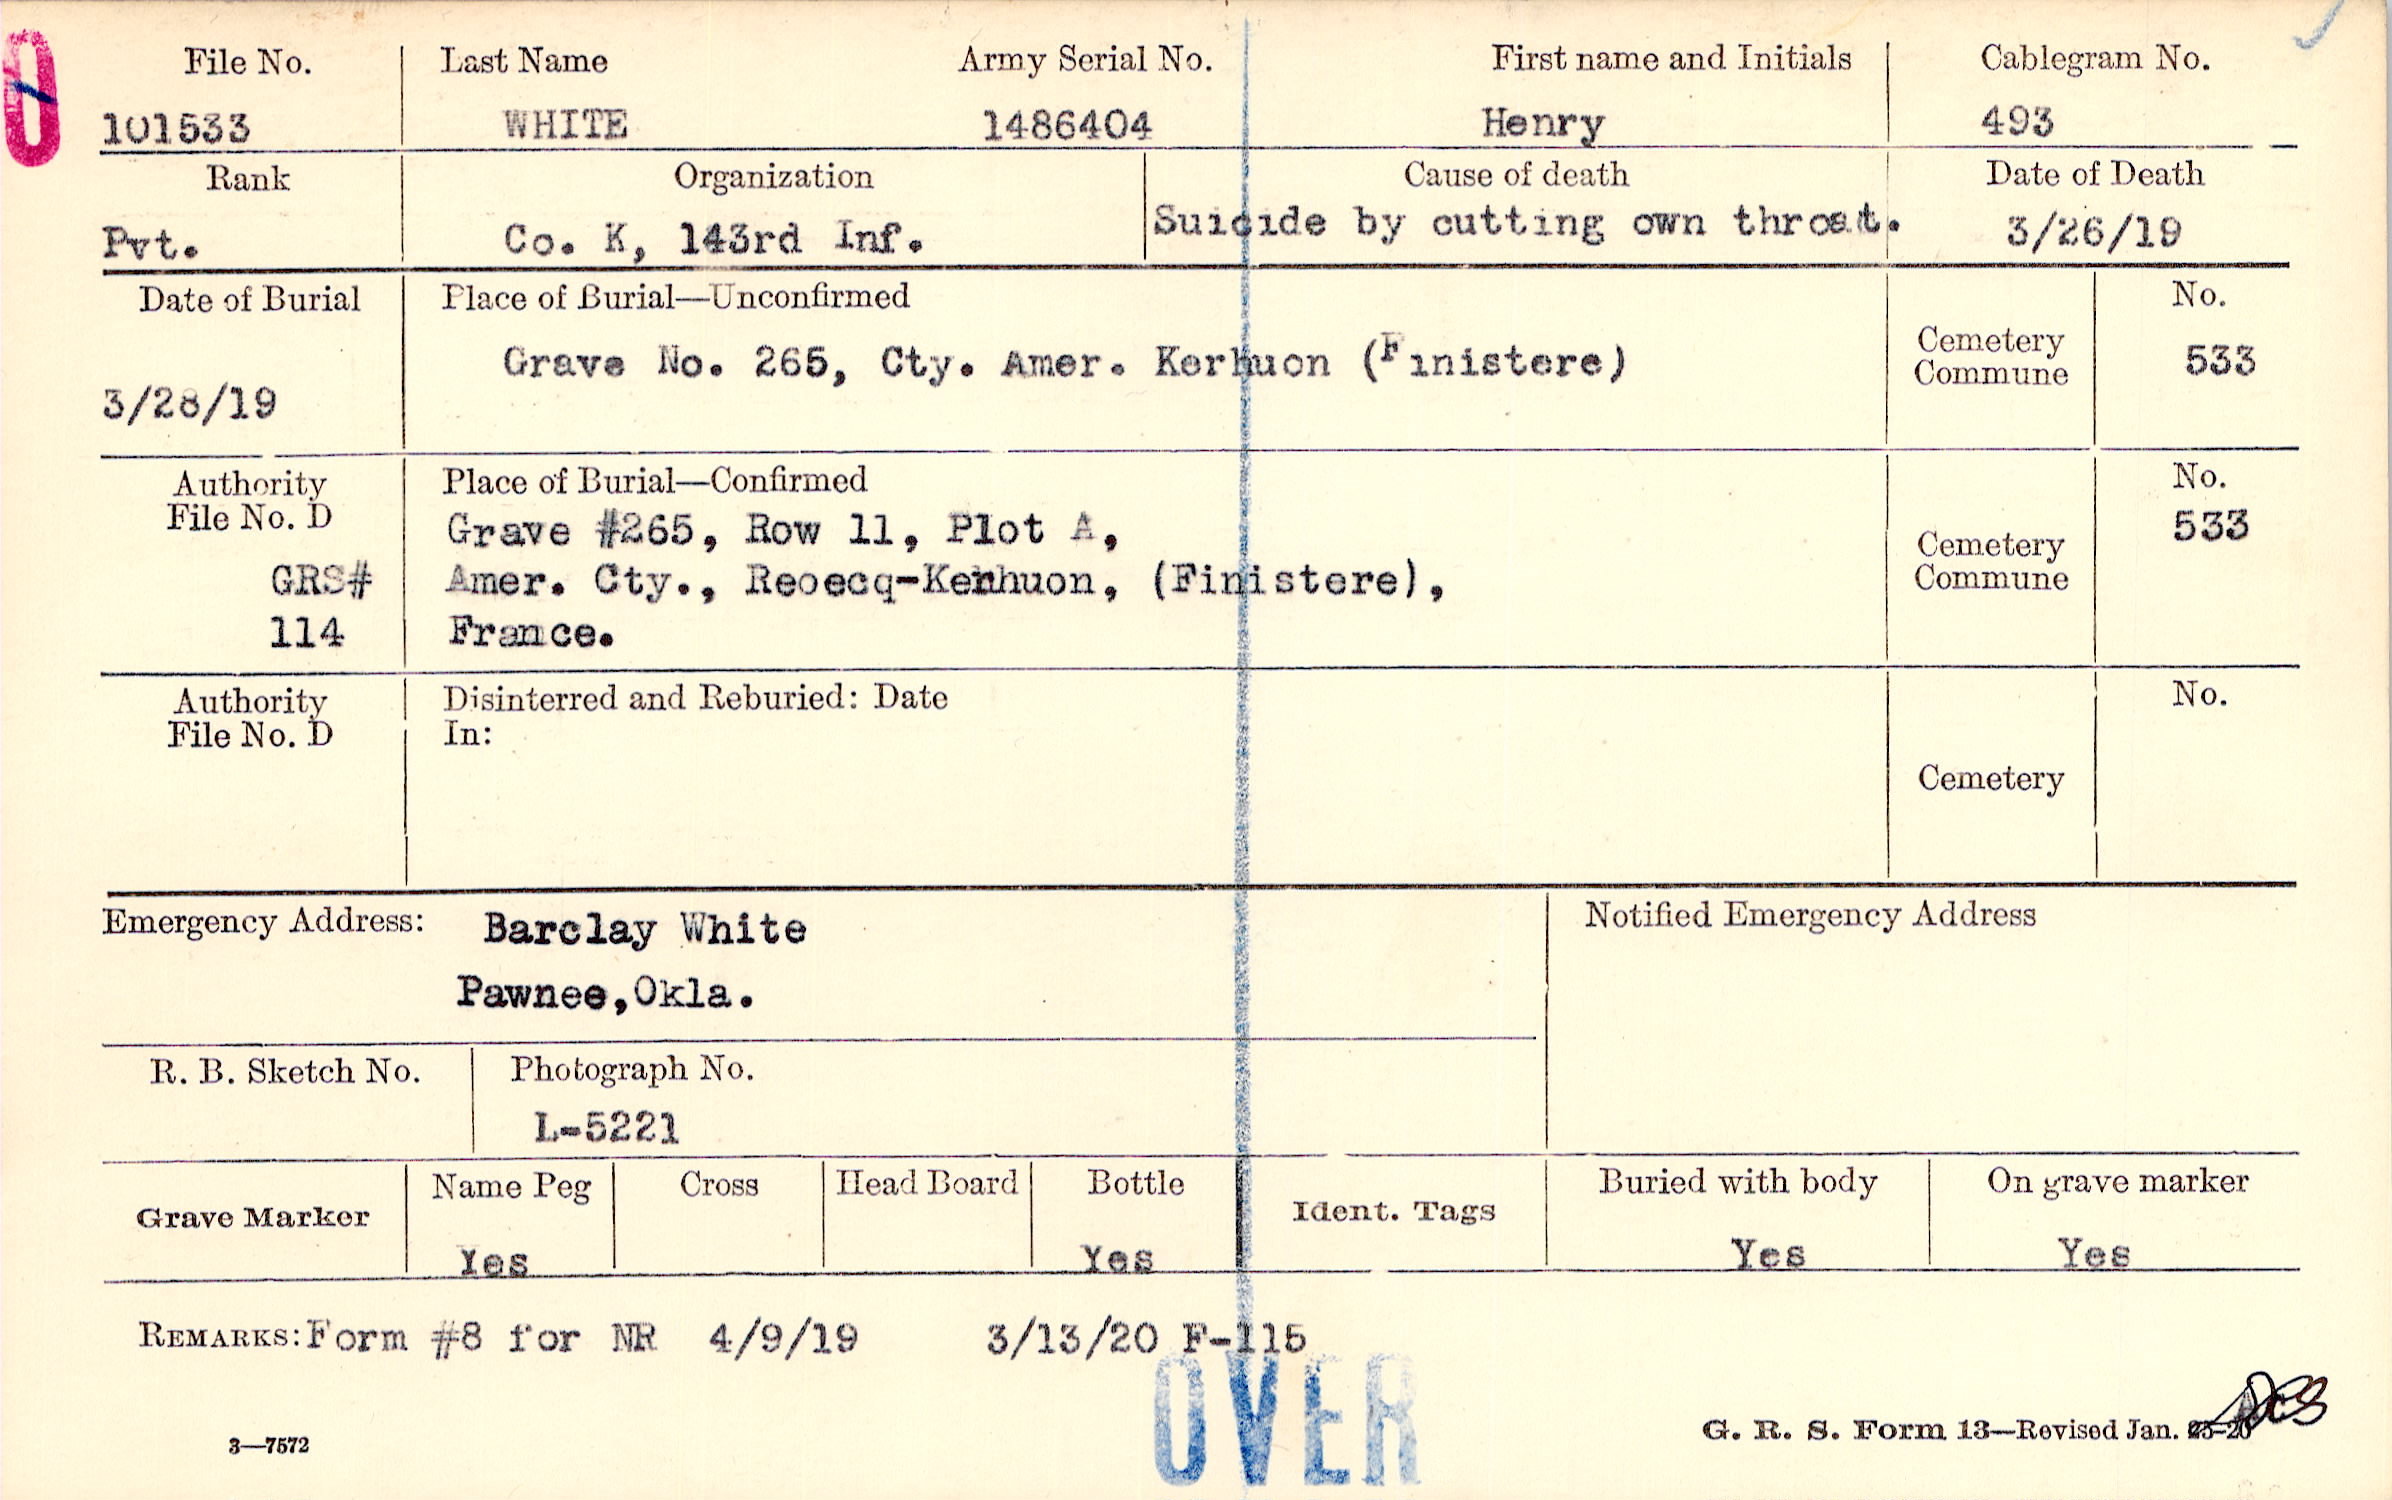 File No. Last Name Army Serial No. First name and Initials Cablegram No.
101533 WHITE 1486404 Henry 493
Rank Organization Cause of death Date of Death
Pvt. Co. K, 143rd Inf. Suicide by cutting own throat. 3/26/19
Date of Burial Place of Burial—Unconfirmed No.
Grave No. 265, Cty. Amer. Kerhuon (Finistere) Cemetery Commune 533
3/28/19
Authority File No. D Place of Burial—Confirmed No.
Grave #265, Row 11, Plot A, 533
GRS# Amer. Cty., Reoecq-Kerhuon, (Finistere), Cemetery Commune
114 France.
Authority Disinterred and Reburied: Date No.
File No. D In:
Cemetery
Emergency Address: Barclay White Notified Emergency Address
Pawnee,Okla.
R. B. Sketch No. Photograph No.
L-5221
Grave Marker Name Peg Cross Head Board Bottle Ident. Tags Buried with body On grave marker
Yes Yes Yes Yes
REMARKS: Form #8 for NR 4/9/19 3/13/20 F-115
OVER
3—7572 G. R. S. Form 13—Revised Jan.